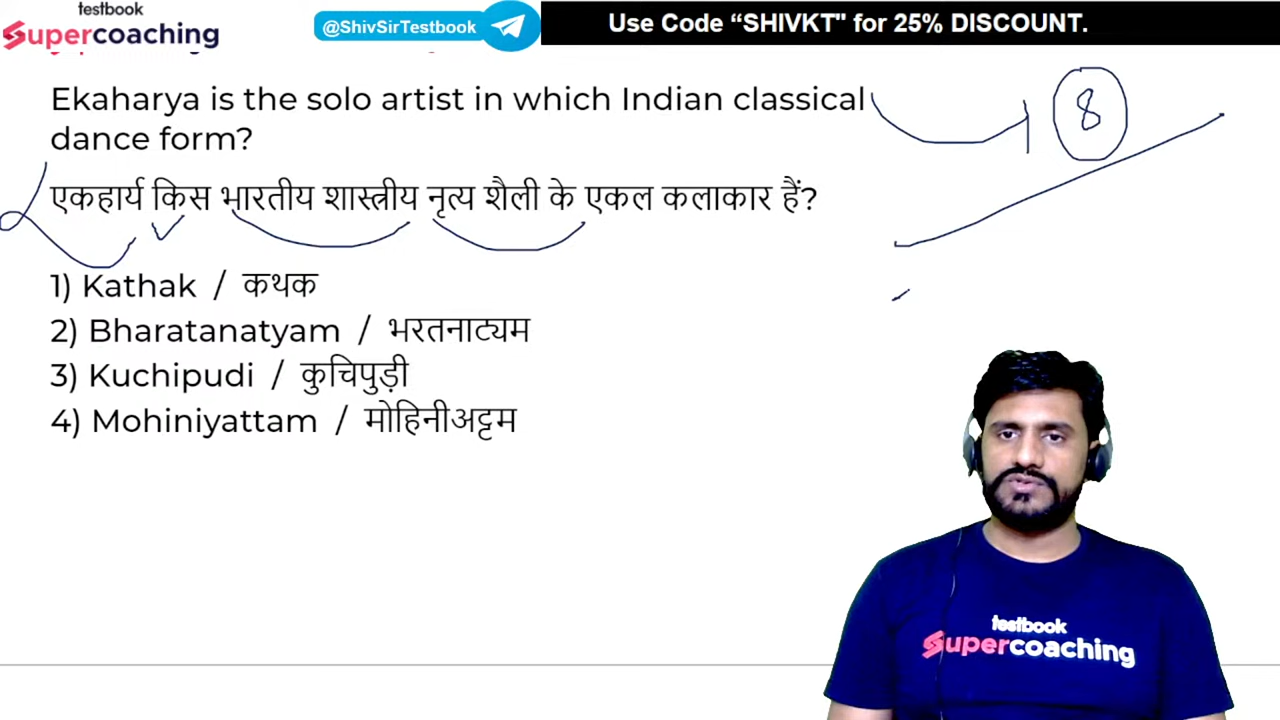 testbook
Supercoaching
@ShivSirTestbook
Use Code “SHIVKT" for 25% DISCOUNT.
Ekaharya is the solo artist in which Indian classical
dance form?
8
एकहार्य किस भारतीय शास्त्रीय नृत्य शैली के एकल कलाकार हैं?
1) Kathak / कथक
2) Bharatanatyam / भरतनाट्यम
3) Kuchipudi / कुचिपुड़ी
4) Mohiniyattam / मोहिनीअट्टम
testbook
Supercoaching